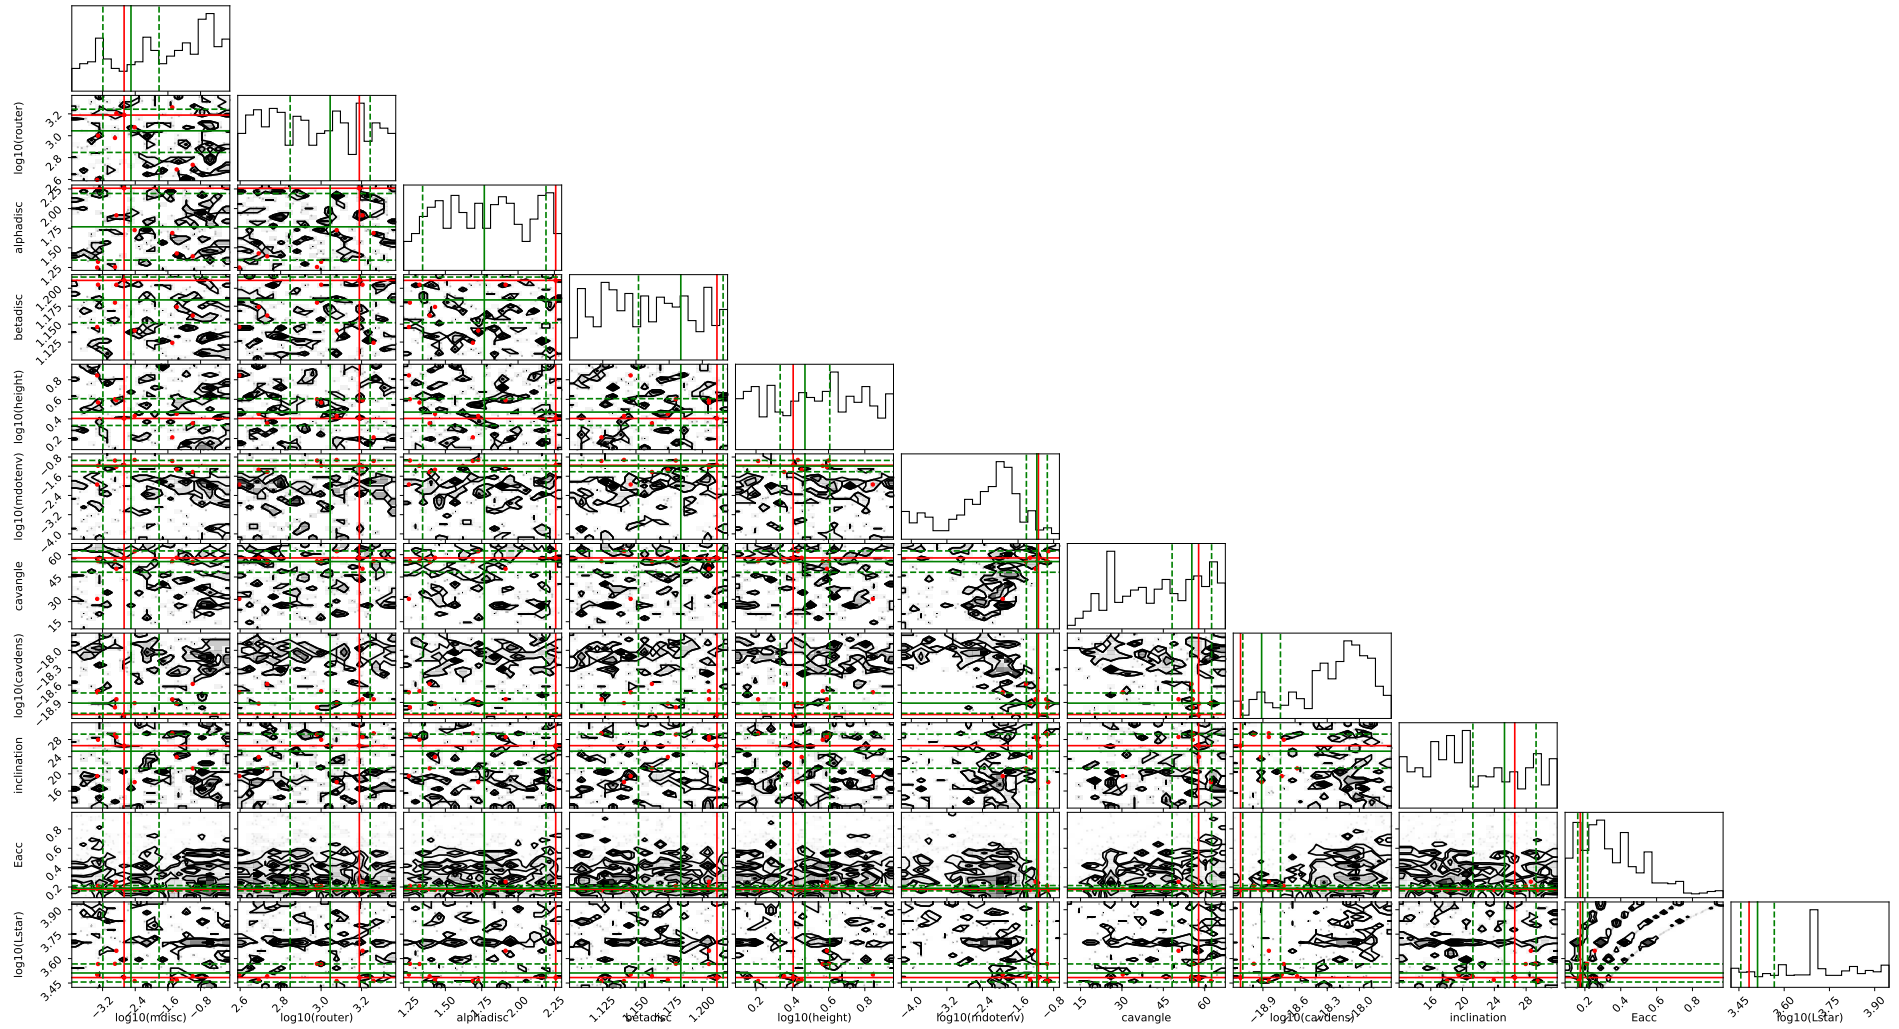 log10(router)
3.2
3.0
2.8
2.6
alphadisc
2.25
2.00
1.75
1.50
1.25
betadisc
1.200
1.175
1.150
1.125
log10(height)
0.8
0.6
0.4
0.2
log10(mdotenv)
−0.8
−1.6
−2.4
−3.2
−4.0
cavangle
60
45
30
15
log10(cavdens)
−18.0
−18.3
−18.6
−18.9
inclination
28
24
20
16
Eacc
0.8
0.6
0.4
0.2
log10(Lstar)
3.90
3.75
3.60
3.45
−3.2 −2.4 −1.6 −0.8
log10(mdisc)
2.6 2.8 3.0 3.2
log10(router)
1.25 1.50 1.75 2.00 2.25
alphadisc
1.125 1.150 1.175 1.200
betadisc
0.2 0.4 0.6 0.8
log10(height)
−4.0 −3.2 −2.4 −1.6 −0.8
log10(mdotenv)
15 30 45 60
cavangle
−18.9 −18.6 −18.3 −18.0
log10(cavdens)
16 20 24 28
inclination
0.2 0.4 0.6 0.8
Eacc
3.45 3.60 3.75 3.90
log10(Lstar)